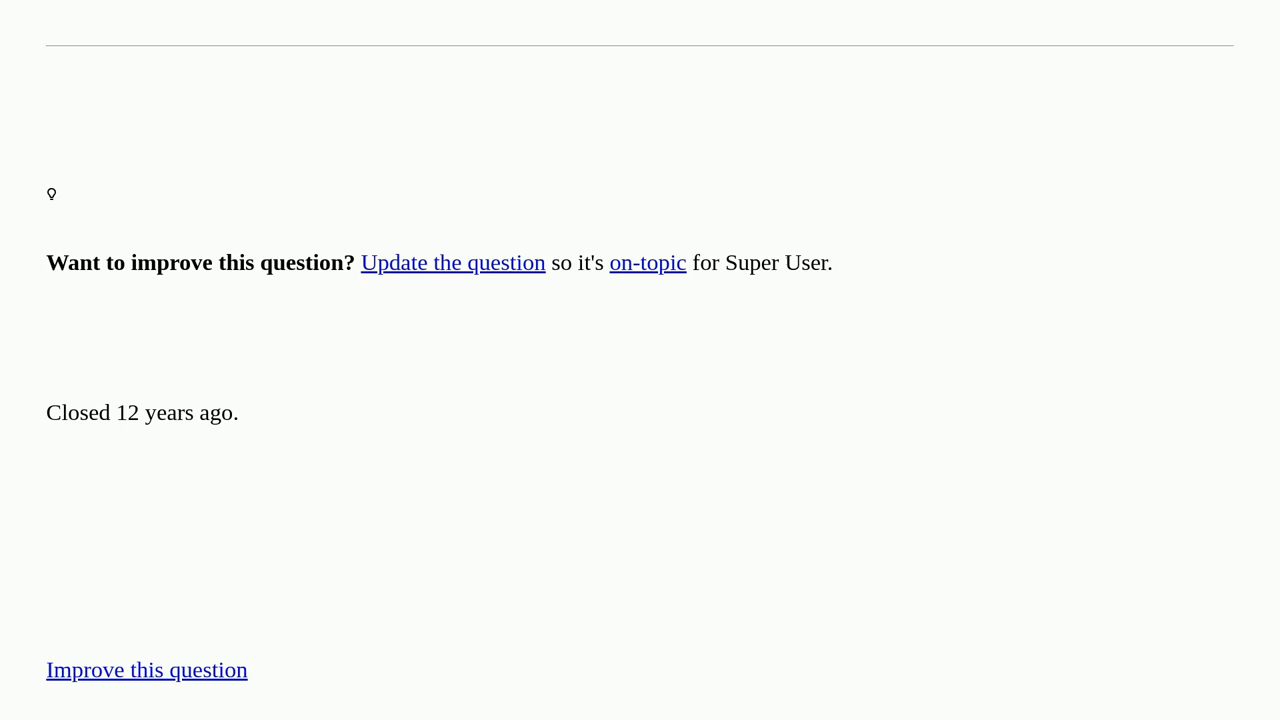 Want to improve this question? Update the question so it's on-topic for Super User.
Closed 12 years ago.
Improve this question